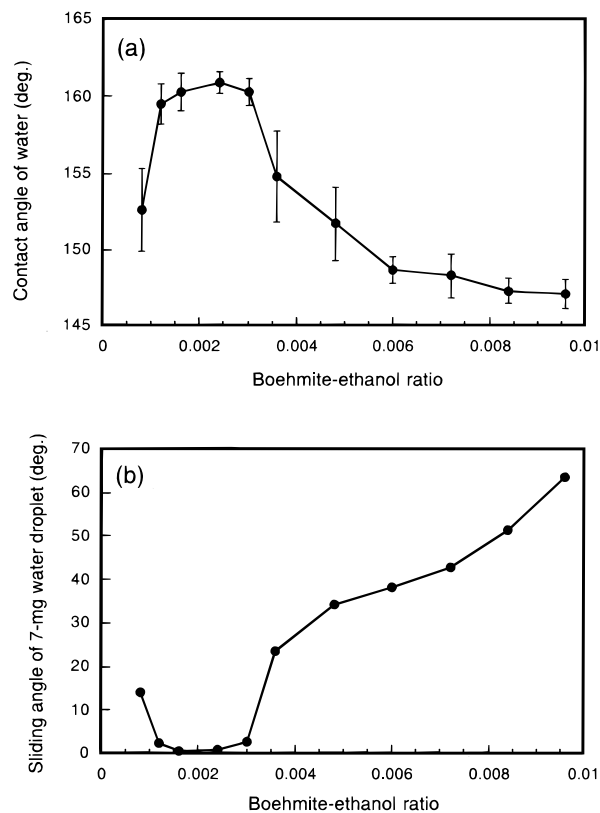 (a)
Contact angle of water (deg.)
165
160
155
150
145
0 0.002 0.004 0.006 0.008 0.01
Boehmite-ethanol ratio
(b)
Sliding angle of 7-mg water droplet (deg.)
70
60
50
40
30
20
10
0
0 0.002 0.004 0.006 0.008 0.01
Boehmite-ethanol ratio